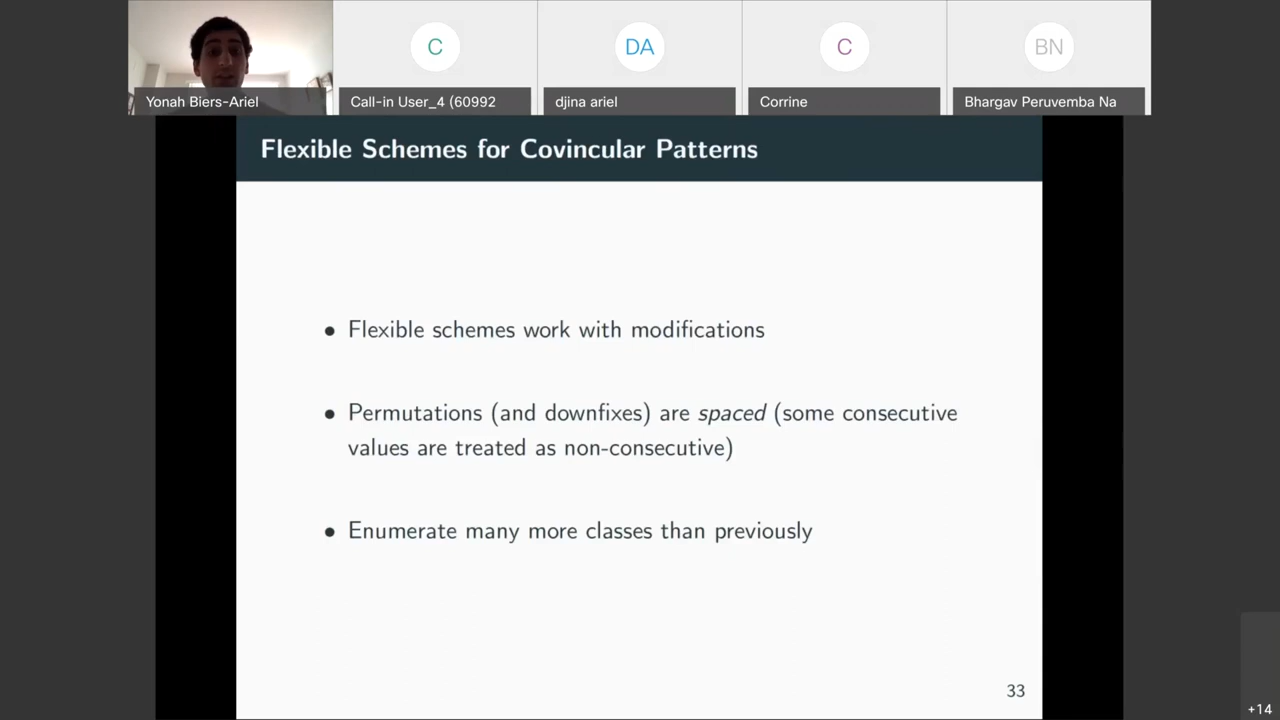 C
DA
C
BN
Yonah Biers-Ariel
Call-in User_4 (60992
djina ariel
Corrine
Bhargav Peruvemba Na
Flexible Schemes for Covincular Patterns
• Flexible schemes work with modifications
• Permutations (and downfixes) are spaced (some consecutive
values are treated as non-consecutive)
• Enumerate many more classes than previously
33
+14